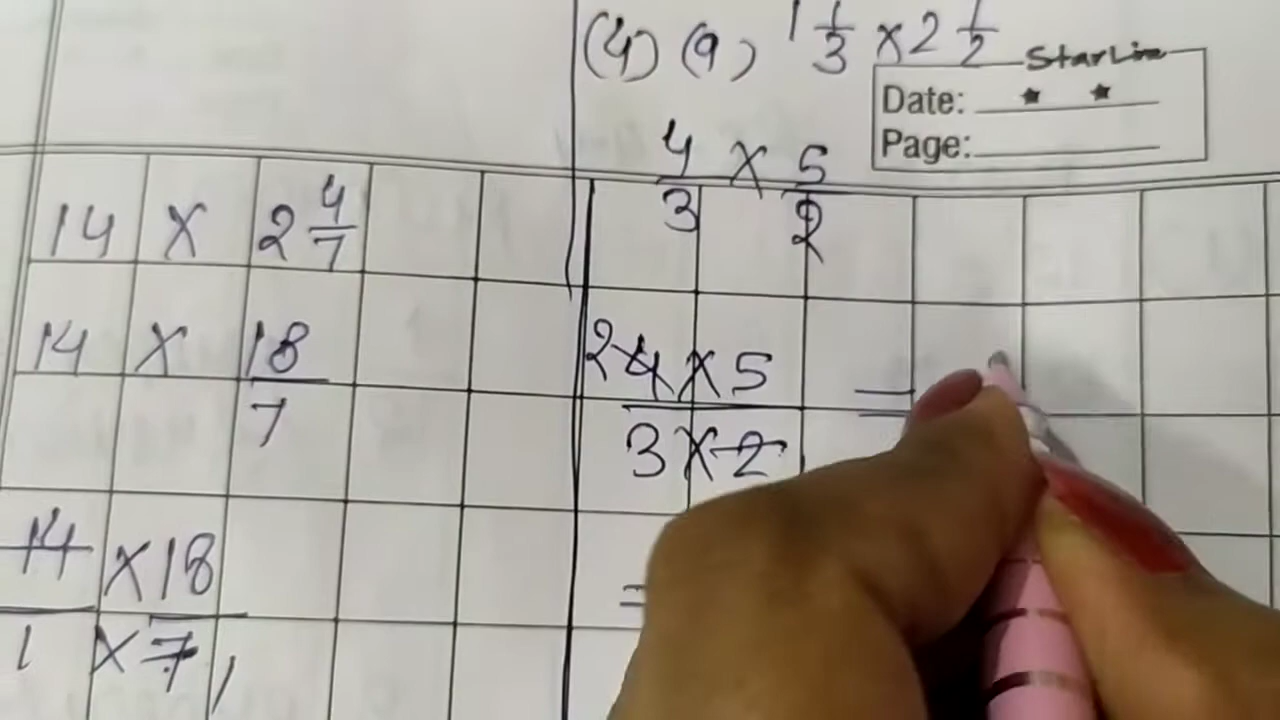 (4) (9) 1 1/3 × 2 1/2
StarLine
Date:
Page:
4/3 × 5/2
14 × 2 4/7
14 × 18/7
2 4 × 5
3 × 2
=
=
14 × 18
1 × 7 1